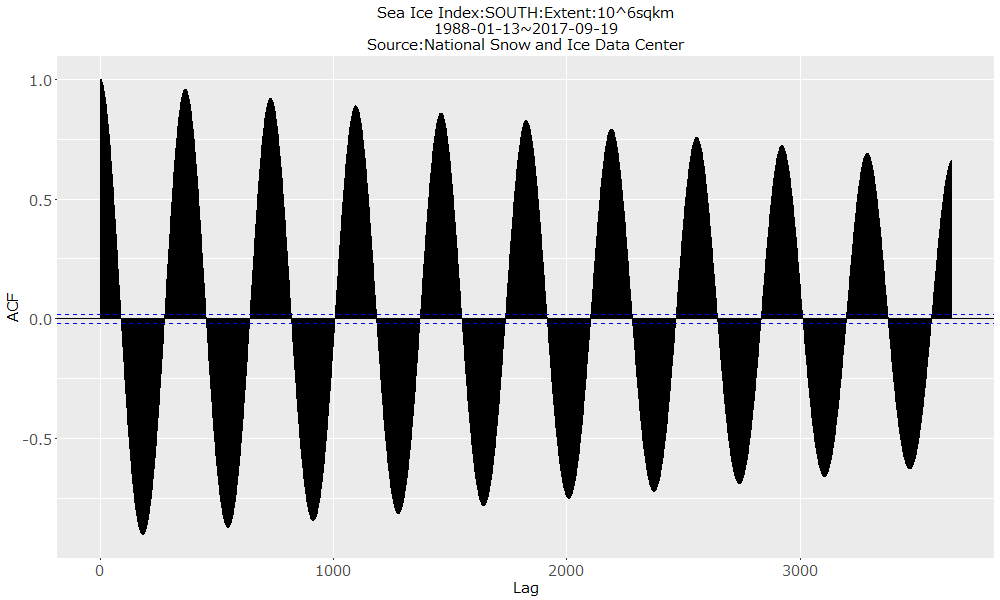 Sea Ice Index:SOUTH:Extent:10^6sqkm
1988-01-13~2017-09-19
Source:National Snow and Ice Data Center
1.0
0.5
0.0
-0.5
ACF
0 1000 2000 3000
Lag